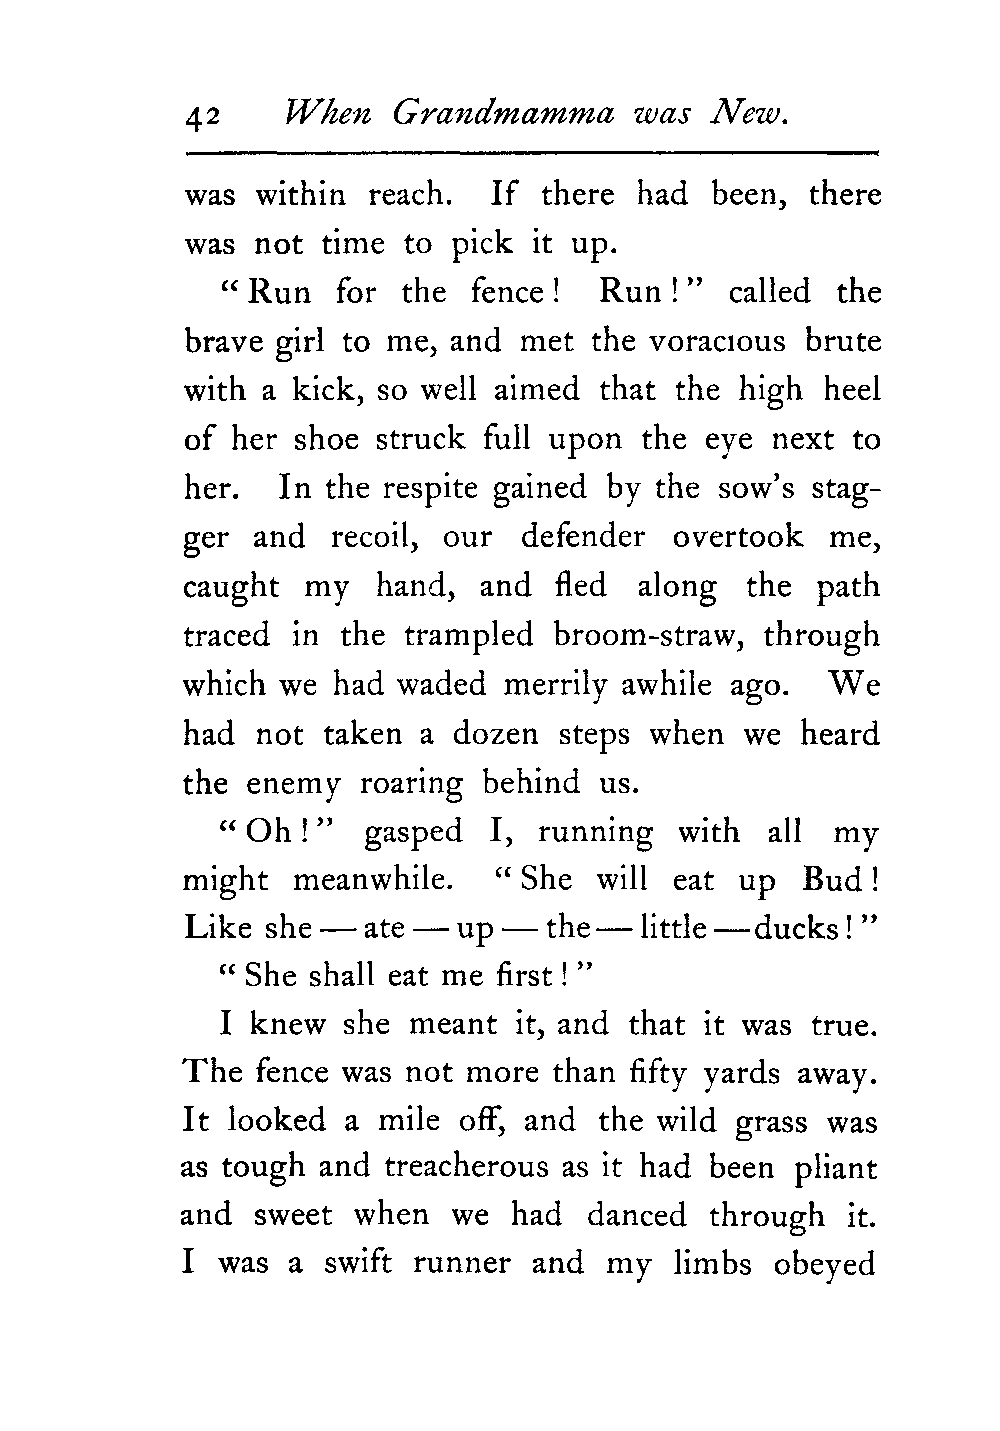 42 When Grandmamma was New.
was within reach. If there had been, there
was not time to pick it up.
“Run for the fence! Run!” called the
brave girl to me, and met the voracious brute
with a kick, so well aimed that the high heel
of her shoe struck full upon the eye next to
her. In the respite gained by the sow’s stag-
ger and recoil, our defender overtook me,
caught my hand, and fled along the path
traced in the trampled broom-straw, through
which we had waded merrily awhile ago. We
had not taken a dozen steps when we heard
the enemy roaring behind us.
“Oh!” gasped I, running with all my
might meanwhile. “She will eat up Bud!
Like she — ate — up — the — little — ducks!”
“She shall eat me first!”
I knew she meant it, and that it was true.
The fence was not more than fifty yards away.
It looked a mile off, and the wild grass was
as tough and treacherous as it had been pliant
and sweet when we had danced through it.
I was a swift runner and my limbs obeyed